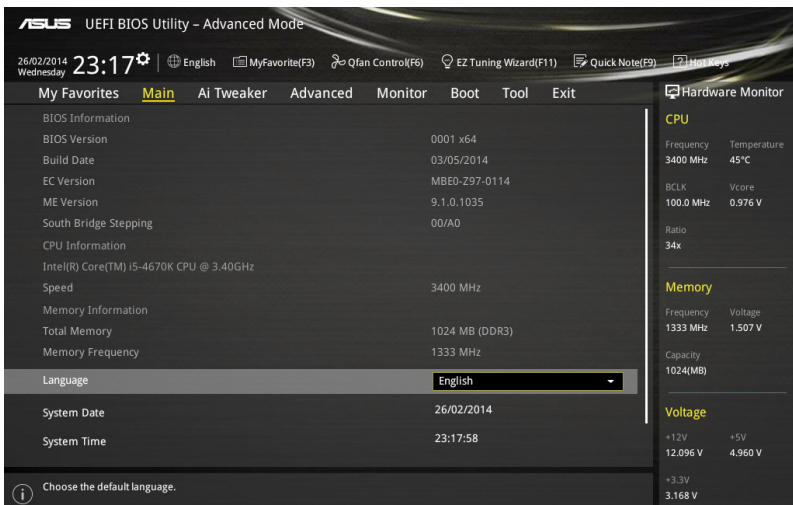 ASUS UEFI BIOS Utility – Advanced Mode
26/02/2014
Wednesday
23:17
English
MyFavorite(F3)
Qfan Control(F6)
EZ Tuning Wizard(F11)
Quick Note(F9)
? Hot Keys
My Favorites Main Ai Tweaker Advanced Monitor Boot Tool Exit
BIOS Information
BIOS Version 0001 x64
Build Date 03/05/2014
EC Version MBE0-Z97-0114
ME Version 9.1.0.1035
South Bridge Stepping 00/A0
CPU Information
Intel(R) Core(TM) i5-4670K CPU @ 3.40GHz
Speed 3400 MHz
Memory Information
Total Memory 1024 MB (DDR3)
Memory Frequency 1333 MHz
Language English
System Date 26/02/2014
System Time 23:17:58
i Choose the default language.
Hardware Monitor
CPU
Frequency Temperature
3400 MHz 45°C
BCLK Vcore
100.0 MHz 0.976 V
Ratio
34x
Memory
Frequency Voltage
1333 MHz 1.507 V
Capacity
1024(MB)
Voltage
+12V +5V
12.096 V 4.960 V
+3.3V
3.168 V